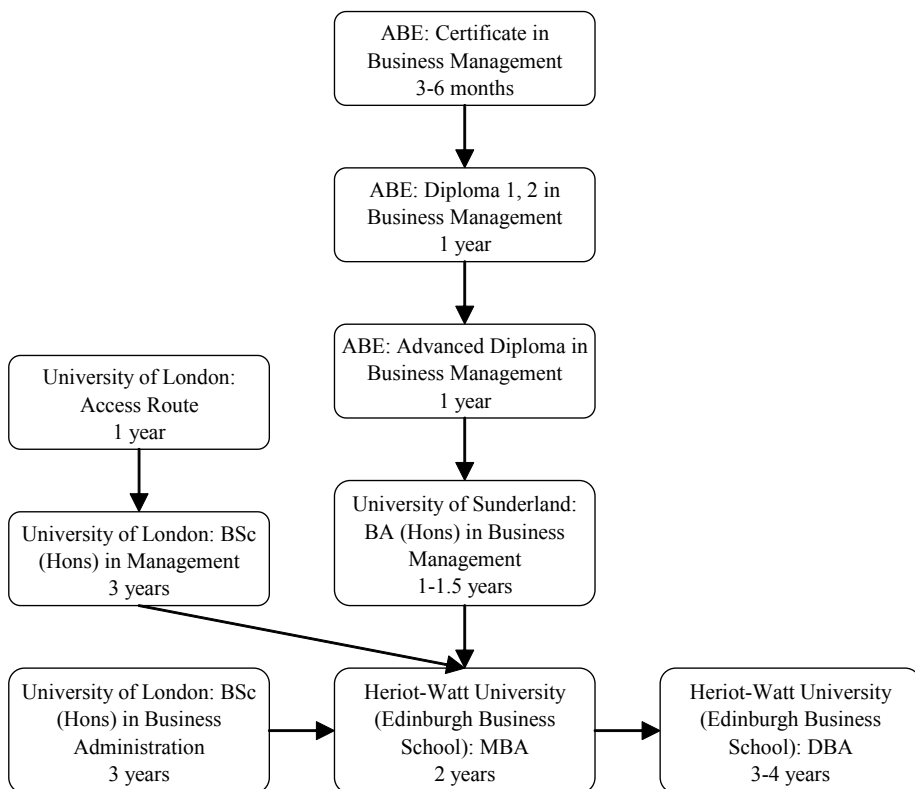 ABE: Certificate in
Business Management
3-6 months
ABE: Diploma 1, 2 in
Business Management
1 year
ABE: Advanced Diploma in
Business Management
1 year
University of London:
Access Route
1 year
University of Sunderland:
BA (Hons) in Business
Management
1-1.5 years
University of London: BSc
(Hons) in Management
3 years
University of London: BSc
(Hons) in Business
Administration
3 years
Heriot-Watt University
(Edinburgh Business
School): MBA
2 years
Heriot-Watt University
(Edinburgh Business
School): DBA
3-4 years